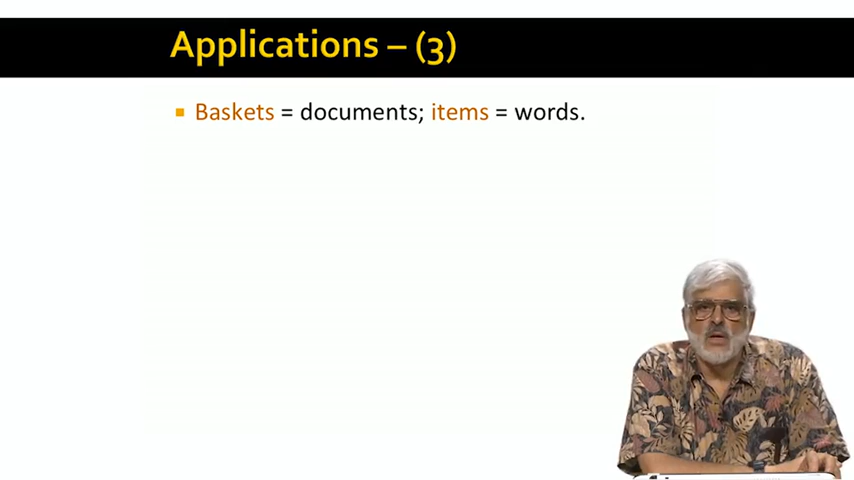 Applications – (3)
Baskets = documents; items = words.